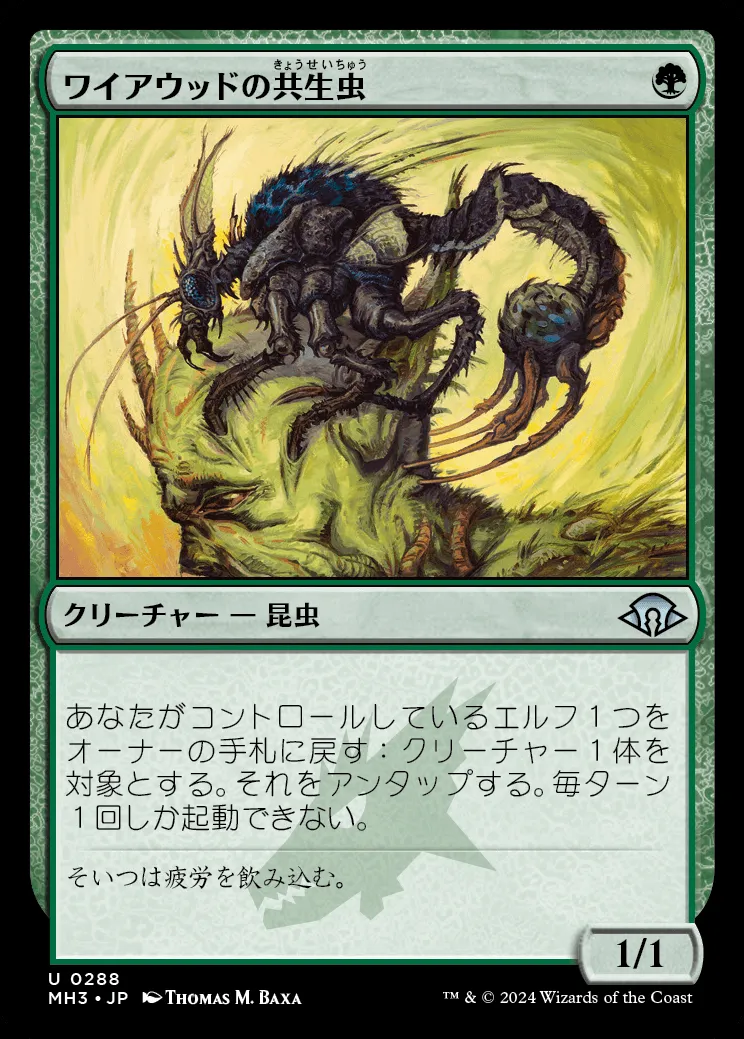 きょうせいちゅう
ワイアウッドの共生虫
クリーチャー — 昆虫
あなたがコントロールしているエルフ１つを
オーナーの手札に戻す：クリーチャー１体を
対象とする。それをアンタップする。毎ターン
１回しか起動できない。
そいつは疲労を飲み込む。
1/1
U 0288
MH3 • JP Thomas M. Baxa
™ & © 2024 Wizards of the Coast